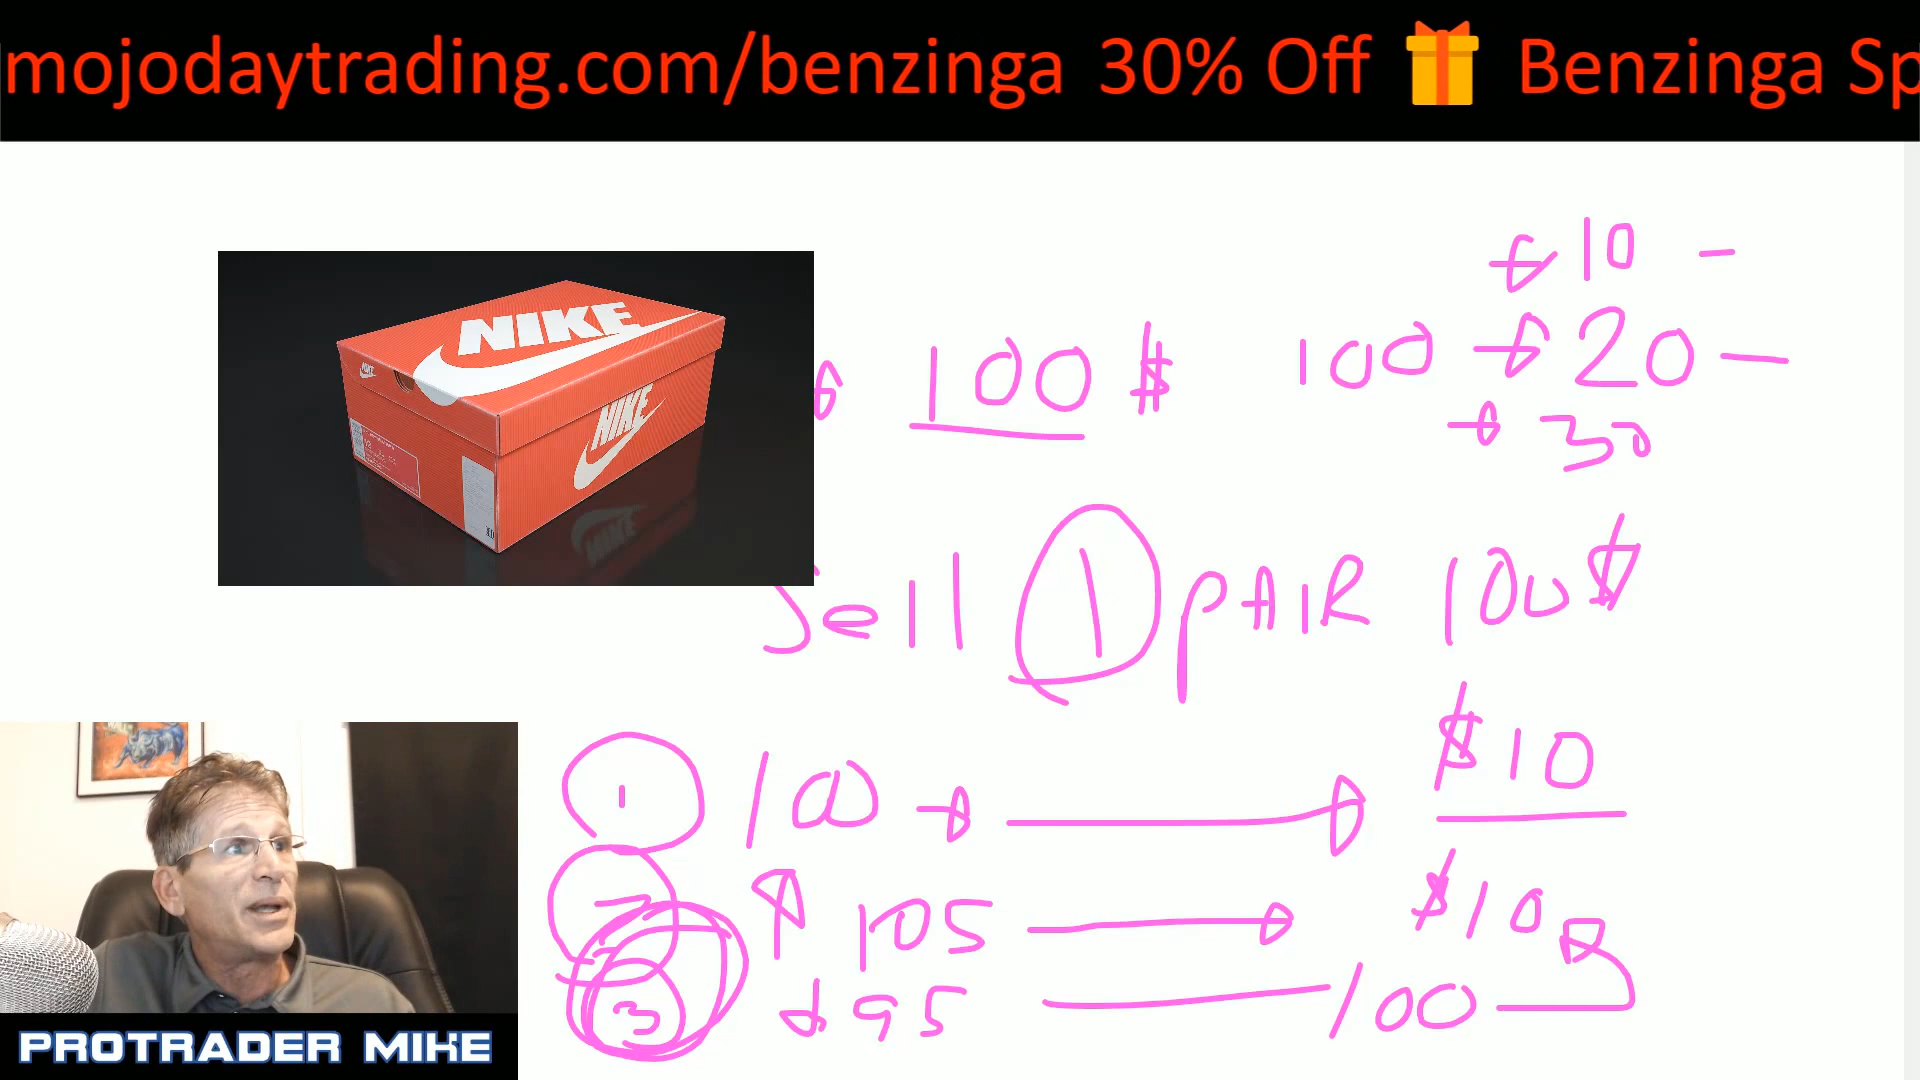 mojodaytrading.com/benzinga 30% Off 🎁 Benzinga Sp
10 -
NIKE
NIKE
100 $ 100 20 -
30
Sell 1 PAIR 100$
$10
1 100
2 105 $10
3 95 100
PROTRADER MIKE